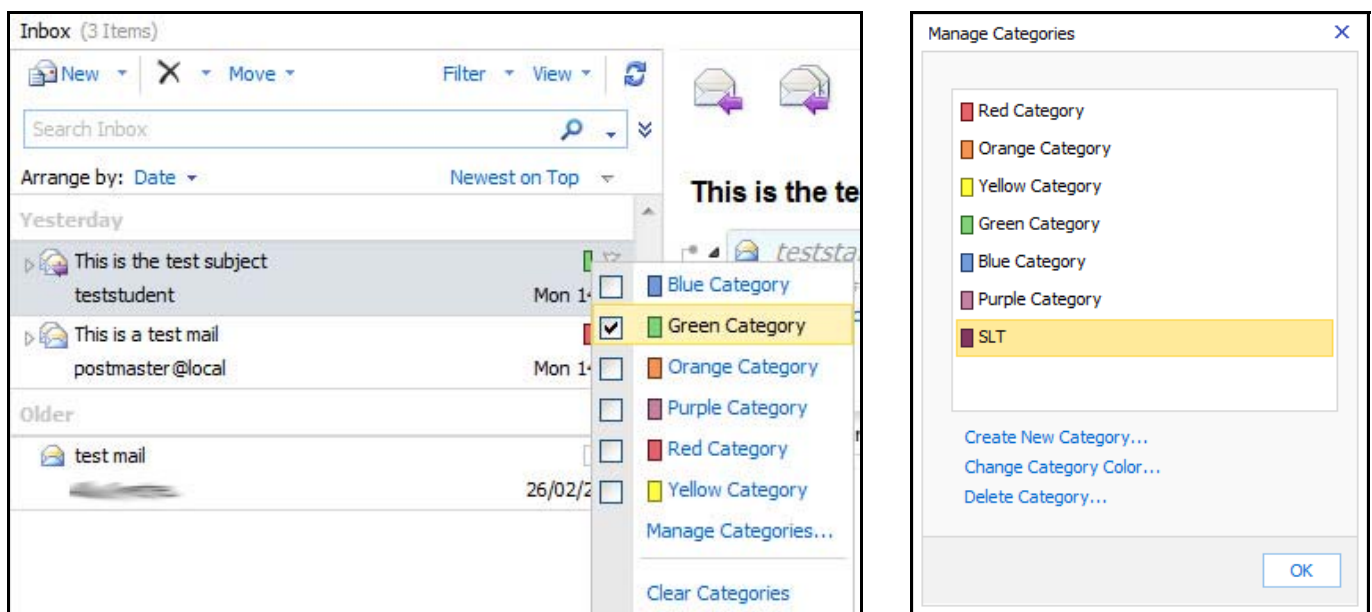 Inbox (3 Items)
New Move Filter View
Search Inbox
Arrange by: Date Newest on Top
This is the te
Yesterday
This is the test subject
teststa
teststudent Mon 14
This is a test mail
postmaster@local Mon 14
Older
test mail
26/02/2
Blue Category
Green Category
Orange Category
Purple Category
Red Category
Yellow Category
Manage Categories...
Clear Categories
Manage Categories
Red Category
Orange Category
Yellow Category
Green Category
Blue Category
Purple Category
SLT
Create New Category...
Change Category Color...
Delete Category...
OK